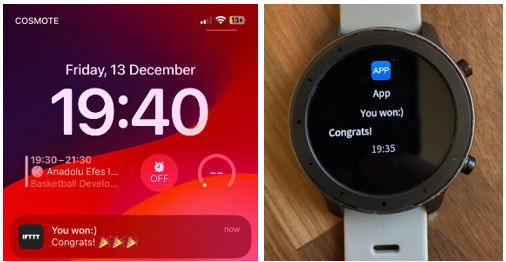 COSMOTE
13+
Friday, 13 December
19:40
19:30–21:30
Anadolu Efes I...
Basketball Develo...
OFF
--
IFTTT
You won:)
now
Congrats! 🎉🎉🎉
APP
App
You won:)
Congrats!
19:35